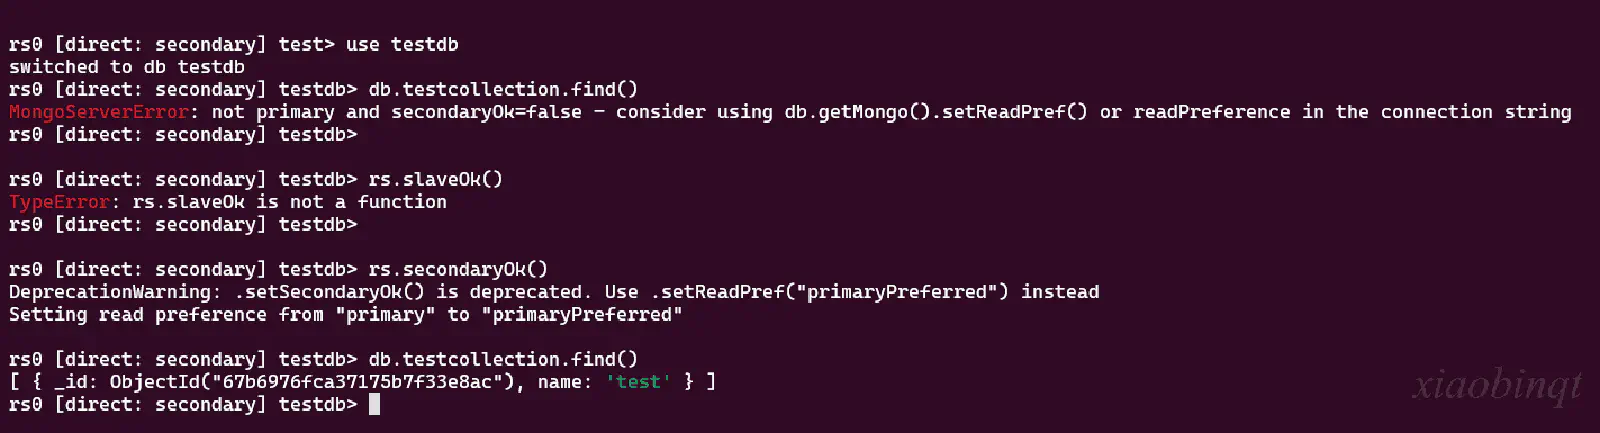 rs0 [direct: secondary] test> use testdb
switched to db testdb
rs0 [direct: secondary] testdb> db.testcollection.find()
MongoServerError: not primary and secondaryOk=false - consider using db.getMongo().setReadPref() or readPreference in the connection string
rs0 [direct: secondary] testdb>
rs0 [direct: secondary] testdb> rs.slaveOk()
TypeError: rs.slaveOk is not a function
rs0 [direct: secondary] testdb>
rs0 [direct: secondary] testdb> rs.secondaryOk()
DeprecationWarning: .setSecondaryOk() is deprecated. Use .setReadPref("primaryPreferred") instead
Setting read preference from "primary" to "primaryPreferred"
rs0 [direct: secondary] testdb> db.testcollection.find()
[ { _id: ObjectId("67b6976fca37175b7f33e8ac"), name: 'test' } ]
rs0 [direct: secondary] testdb>
xiaobinqt